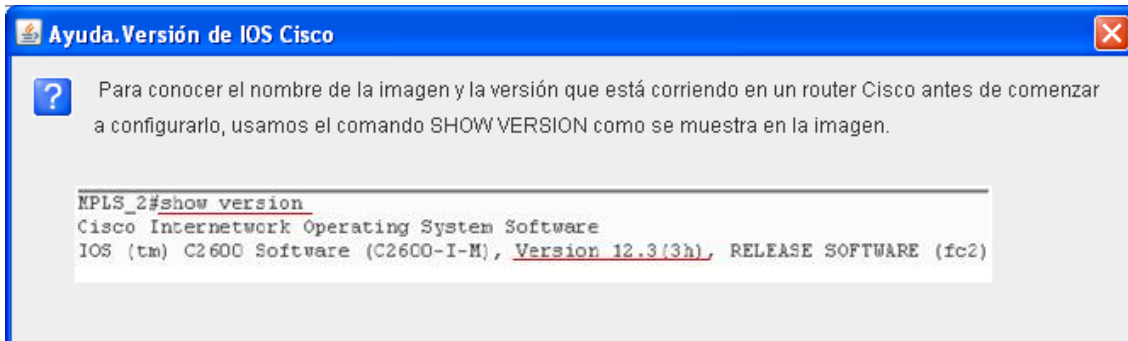 Ayuda.Versión de IOS Cisco
Para conocer el nombre de la imagen y la versión que está corriendo en un router Cisco antes de comenzar
a configurarlo, usamos el comando SHOW VERSION como se muestra en la imagen.
MPLS_2#show version
Cisco Internetwork Operating System Software
IOS (tm) C2600 Software (C2600-I-M), Version 12.3(3h), RELEASE SOFTWARE (fc2)